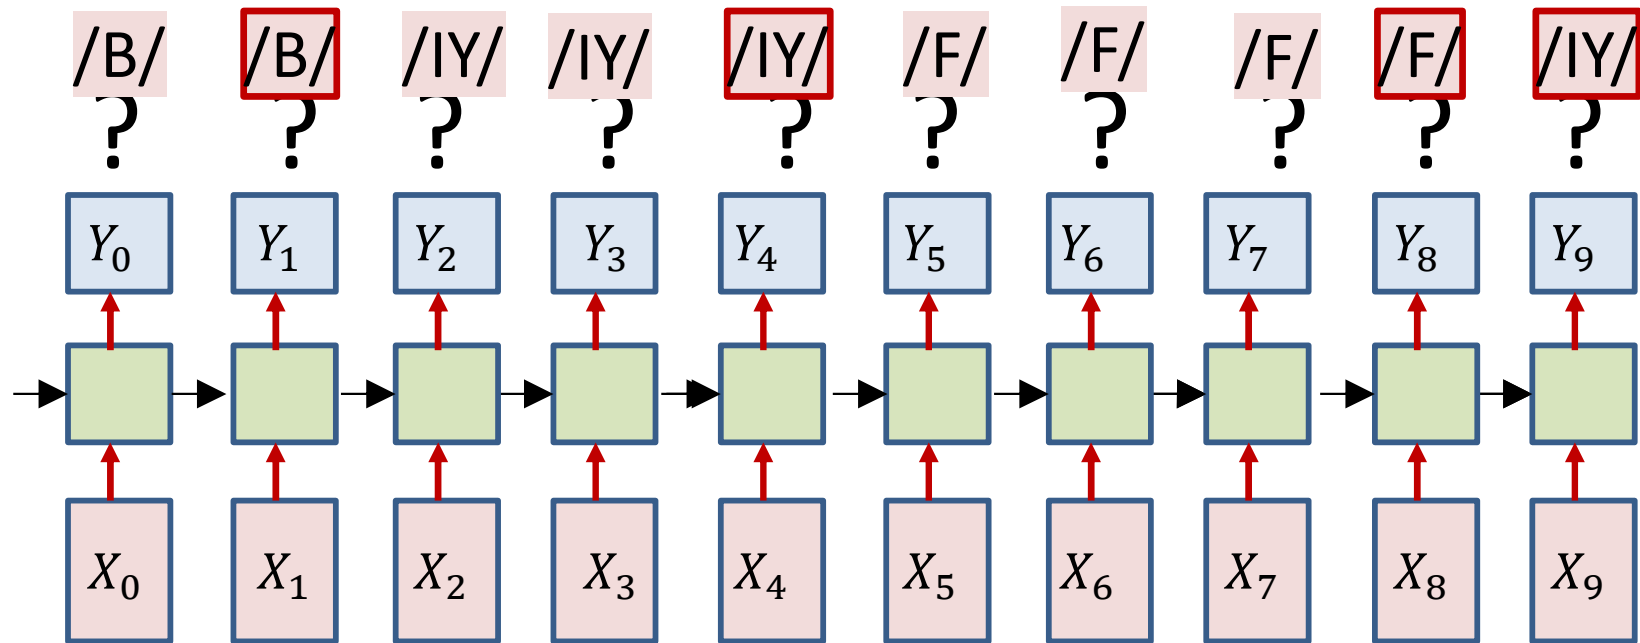 /B/ /B/ /IY/ /IY/ /IY/ /F/ /F/ /F/ /F/ /IY/
? ? ? ? ? ? ? ? ? ?
Y₀ Y₁ Y₂ Y₃ Y₄ Y₅ Y₆ Y₇ Y₈ Y₉
X₀ X₁ X₂ X₃ X₄ X₅ X₆ X₇ X₈ X₉